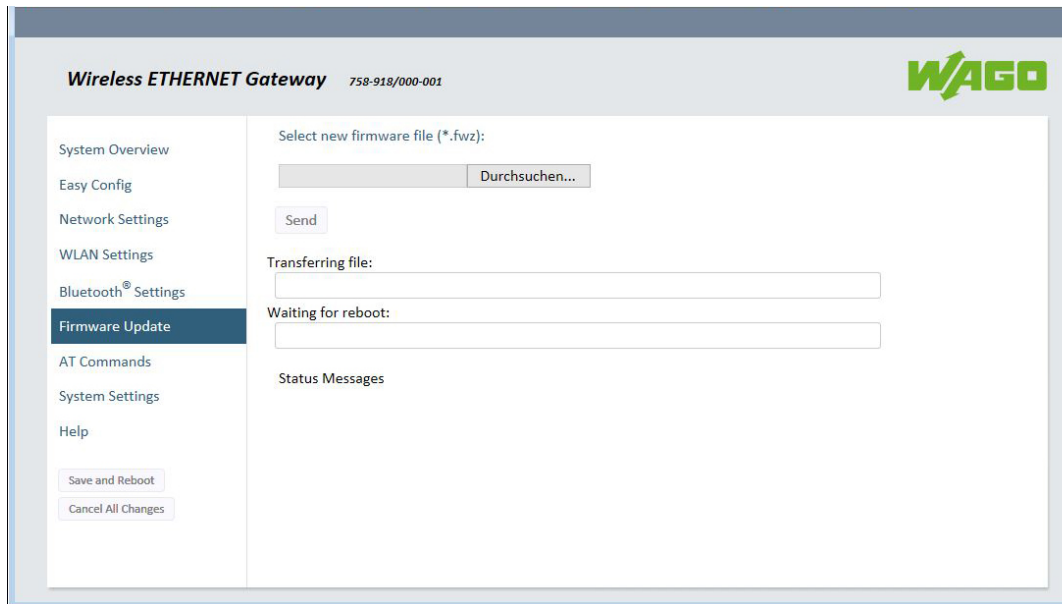 Wireless ETHERNET Gateway 758-918/000-001
WAGO
System Overview
Easy Config
Network Settings
WLAN Settings
Bluetooth® Settings
Firmware Update
AT Commands
System Settings
Help
Save and Reboot
Cancel All Changes
Select new firmware file (*.fwz):
Durchsuchen...
Send
Transferring file:
Waiting for reboot:
Status Messages